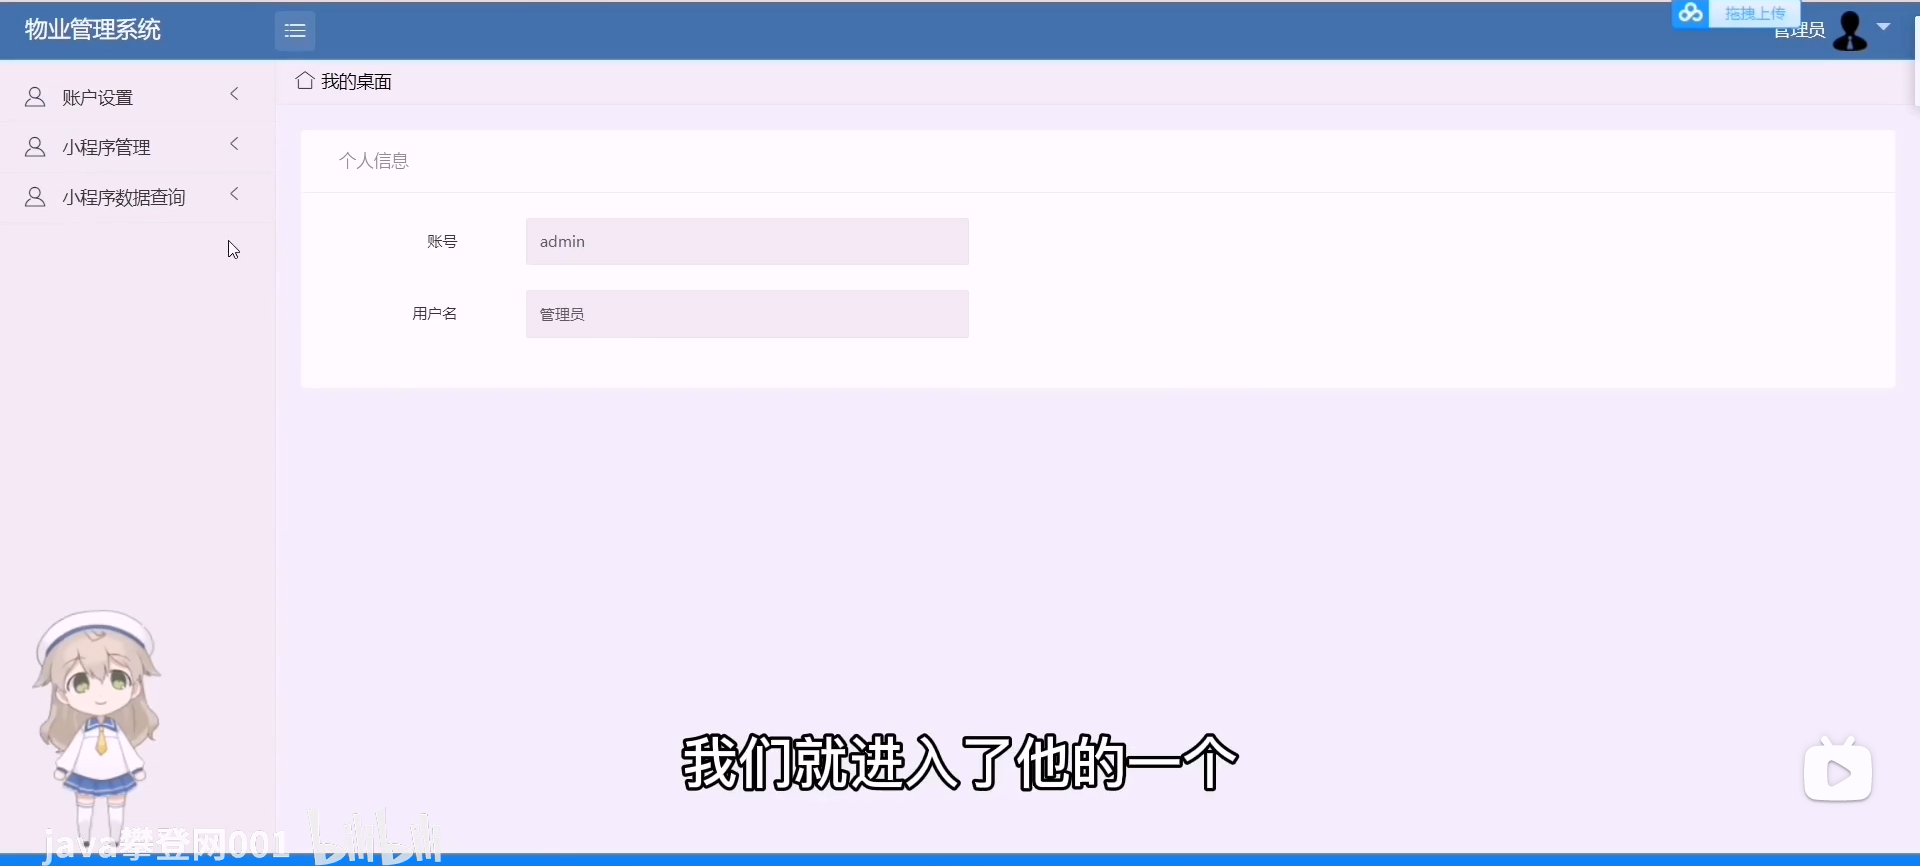 物业管理系统
拖拽上传
管理员
账户设置
小程序管理
小程序数据查询
我的桌面
个人信息
账号
admin
用户名
管理员
我们就进入了他的一个
java攀登网001
bilibili